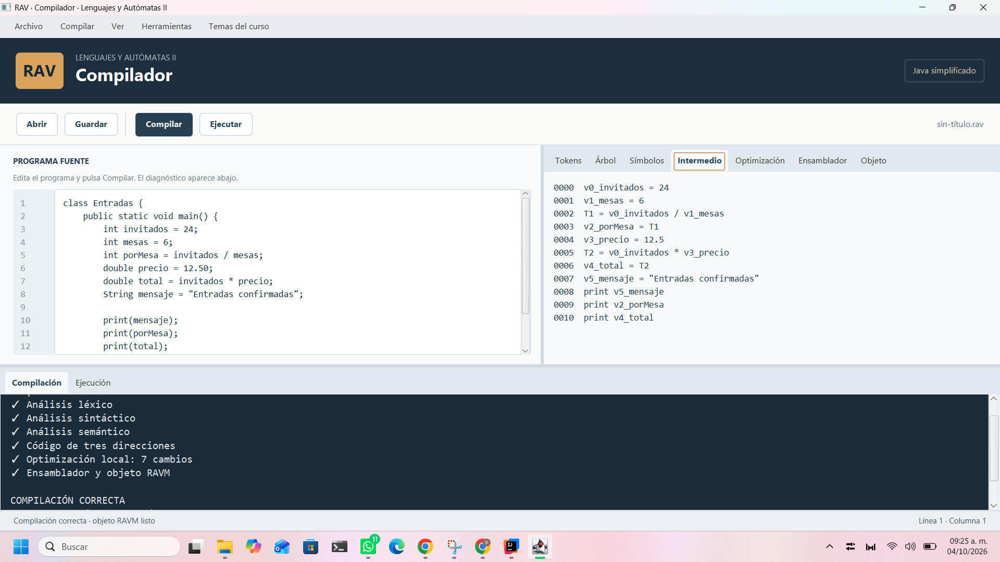 RAV · Compilador · Lenguajes y Autómatas II
Archivo Compilar Ver Herramientas Temas del curso
RAV
LENGUAJES Y AUTÓMATAS II
Compilador
Java simplificado
Abrir Guardar Compilar Ejecutar
sin-título.rav
PROGRAMA FUENTE
Edita el programa y pulsa Compilar. El diagnóstico aparece abajo.
1 class Entradas {
2 public static void main() {
3 int invitados = 24;
4 int mesas = 6;
5 int porMesa = invitados / mesas;
6 double precio = 12.50;
7 double total = invitados * precio;
8 String mensaje = "Entradas confirmadas";
9
10 print(mensaje);
11 print(porMesa);
12 print(total);
Tokens Árbol Símbolos Intermedio Optimización Ensamblador Objeto
0000 v0_invitados = 24
0001 v1_mesas = 6
0002 T1 = v0_invitados / v1_mesas
0003 v2_porMesa = T1
0004 v3_precio = 12.5
0005 T2 = v0_invitados * v3_precio
0006 v4_total = T2
0007 v5_mensaje = "Entradas confirmadas"
0008 print v5_mensaje
0009 print v2_porMesa
0010 print v4_total
Compilación Ejecución
✓ Análisis léxico
✓ Análisis sintáctico
✓ Análisis semántico
✓ Código de tres direcciones
✓ Optimización local: 7 cambios
✓ Ensamblador y objeto RAVM
COMPILACIÓN CORRECTA
Compilación correcta · objeto RAVM listo
Línea 1 · Columna 1
Buscar
11
09:25 a. m.
04/10/2026